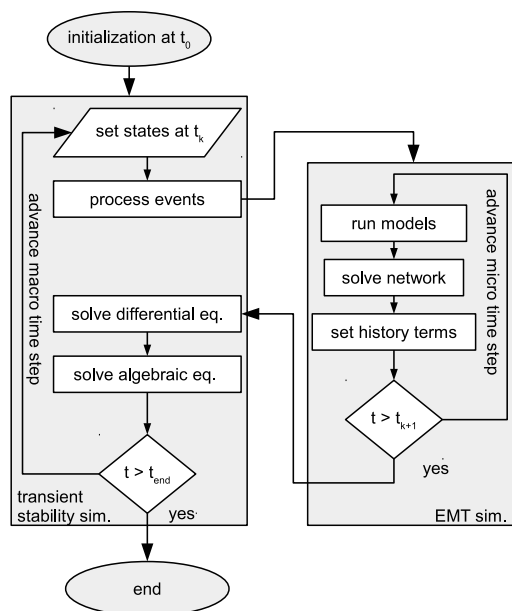 initialization at t0
set states at tk
process events
advance macro time
step
solve differential eq.
solve algebraic eq.
t > tend
yes
transient
stability sim.
end
run models
solve network
set history terms
advance micro time
step
t > tk+1
yes
EMT sim.